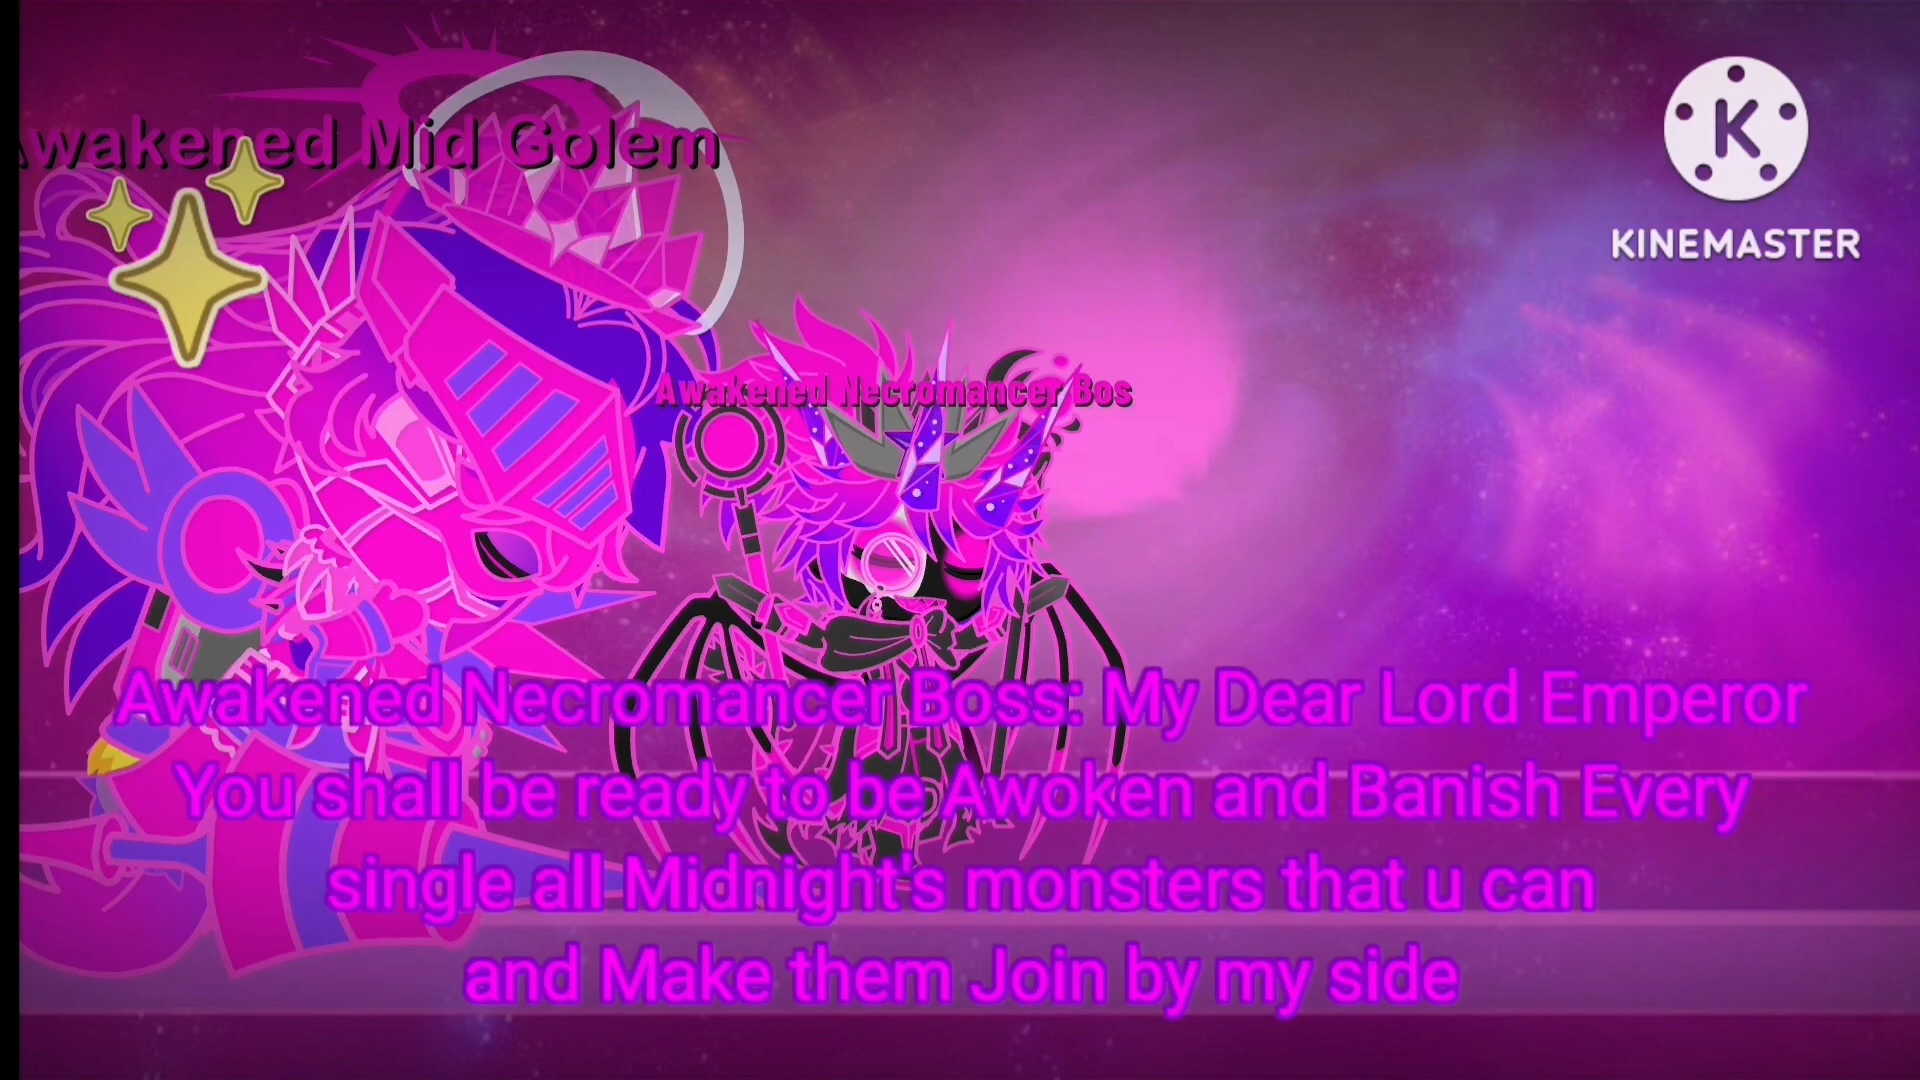 Awakened Mid Golem
K
KINEMASTER
Awakened Necromancer Bos
Awakened Necromancer Boss: My Dear Lord Emperor
You shall be ready to be Awoken and Banish Every
single all Midnight's monsters that u can
and Make them Join by my side